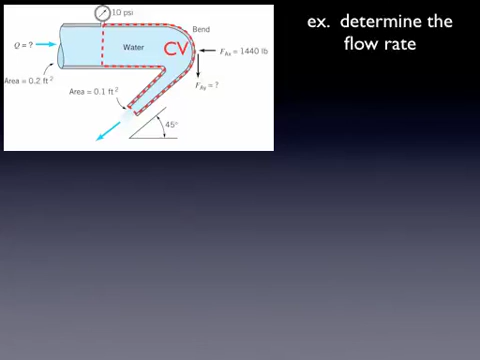 ex. determine the
flow rate
10 psi
Bend
Q = ?
Water
CV
F_Ax = 1440 lb
Area = 0.2 ft²
Area = 0.1 ft²
F_Ay = ?
45°